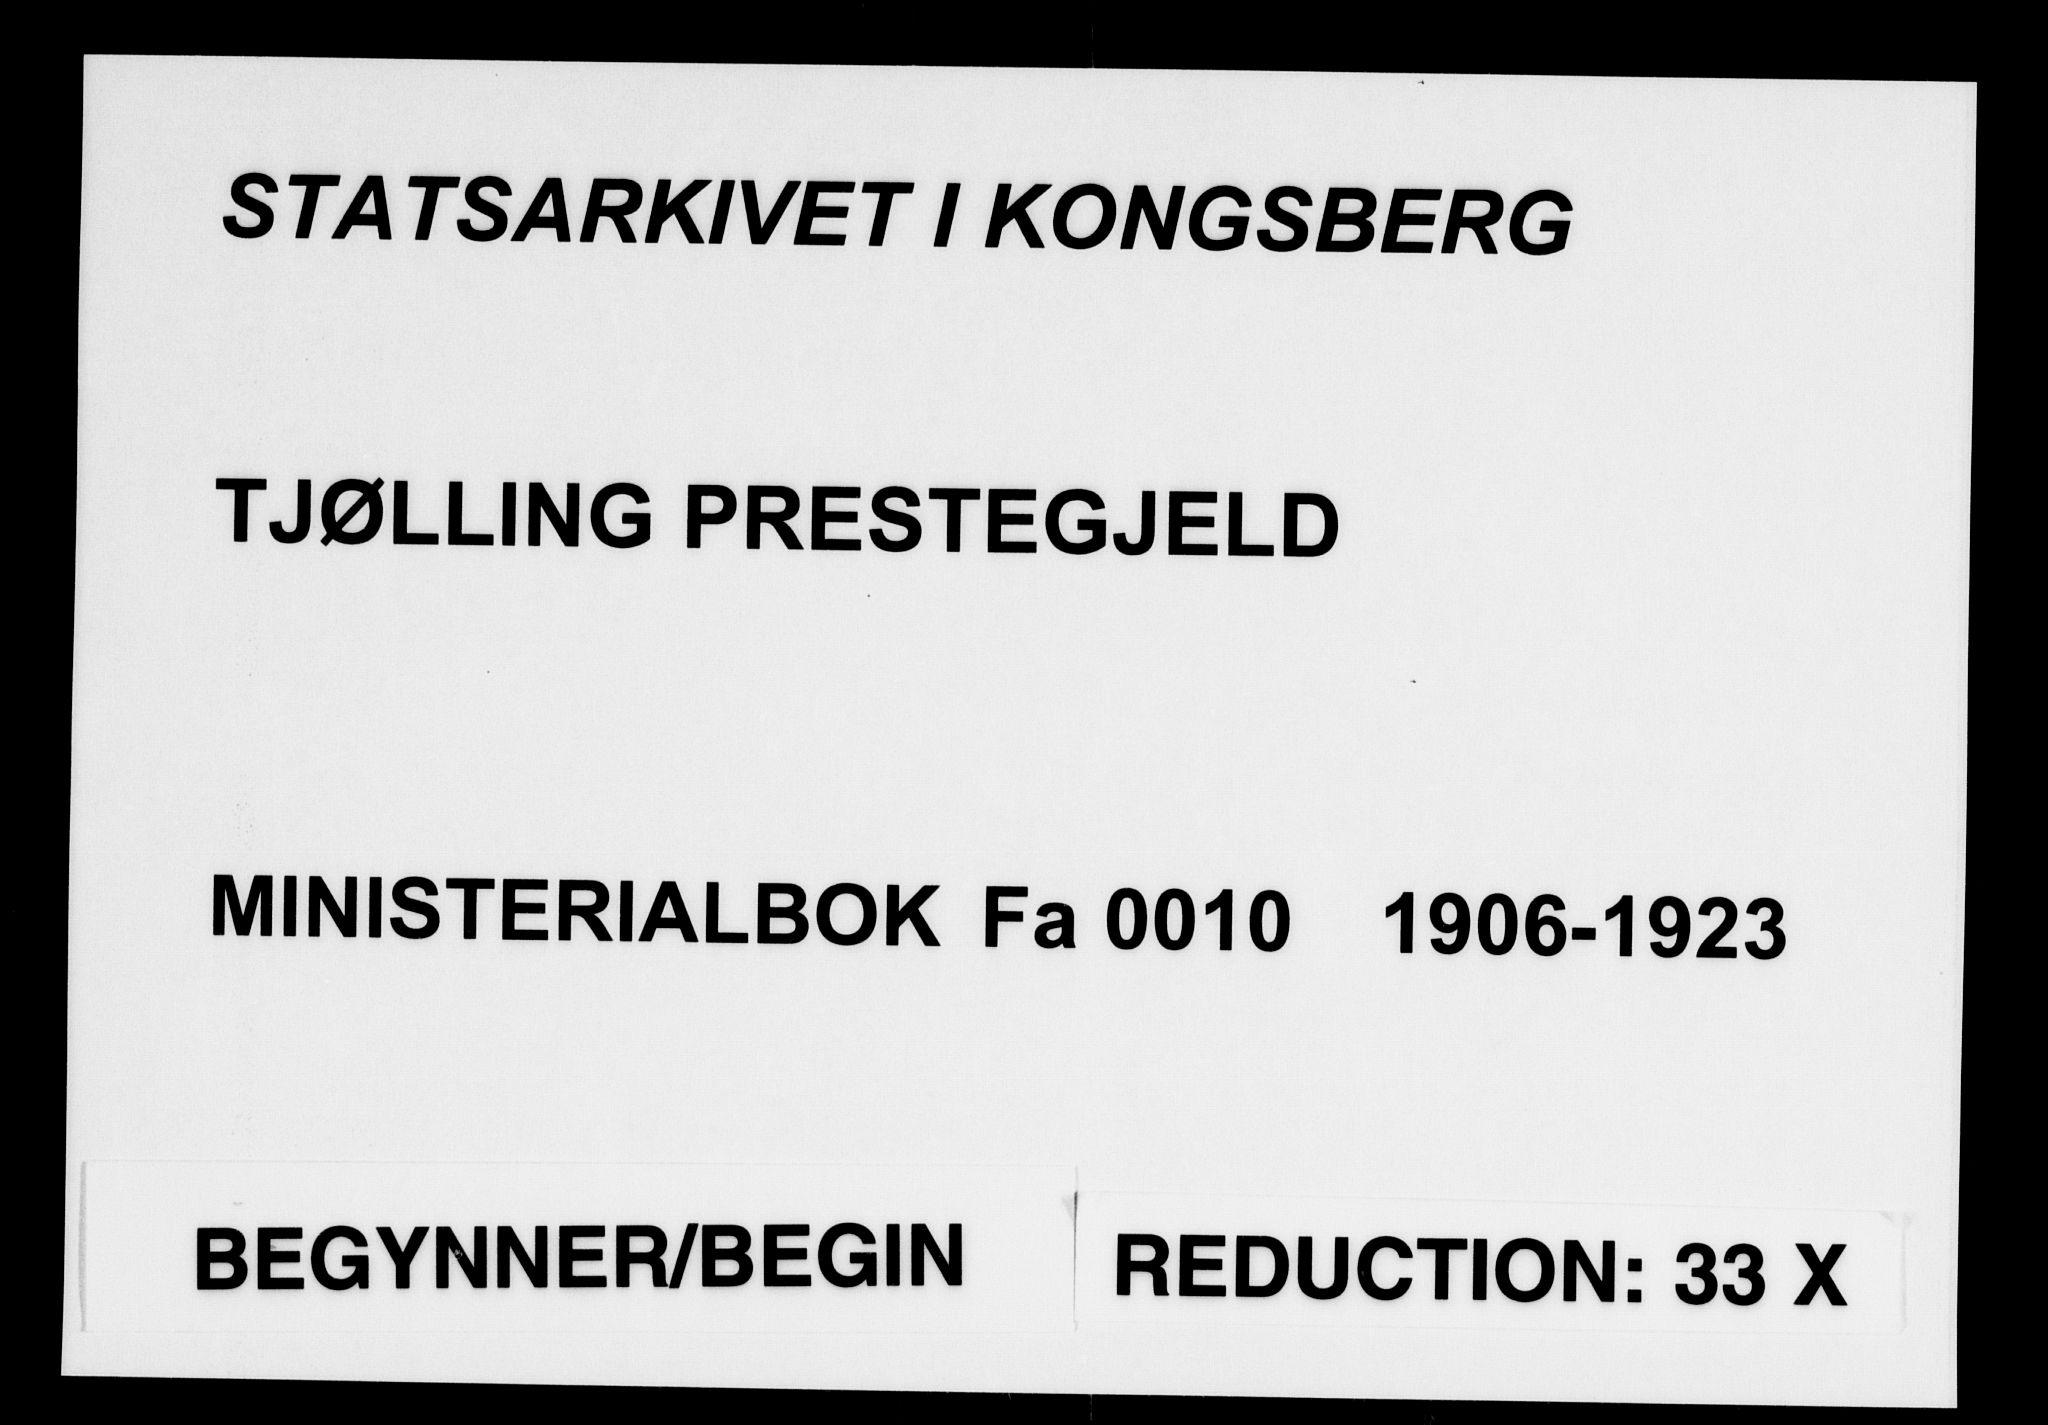 STATSARKIVET I KONGSBERG
TJØLLING PRESTEGJELD
MINISTERIALBOK Fa 0010 1906-1923
BEGYNNER/BEGIN
REDUCTION: 33 X